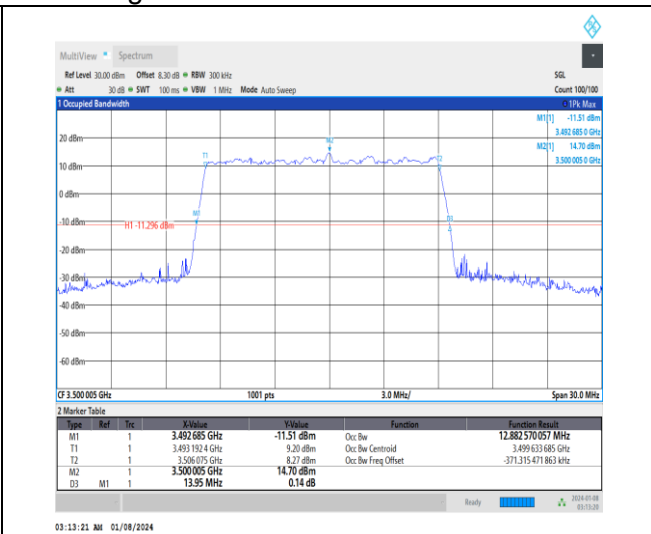 MultiView Spectrum
Ref Level 30.00 dBm Offset 8.30 dB RBW 300 kHz SGL
Att 30 dB SWT 100 ms VBW 1 MHz Mode Auto Sweep Count 100/100
1 Occupied Bandwidth 1Pk Max
M1[1] -11.51 dBm
3.492 685 0 GHz
M2[1] 14.70 dBm
3.500 005 0 GHz
20 dBm
M2
T1
T2
10 dBm
0 dBm
M1
-10 dBm
D3
H1 -11.296 dBm
-20 dBm
-30 dBm
-40 dBm
-50 dBm
-60 dBm
CF 3.500 005 GHz 1001 pts 3.0 MHz/ Span 30.0 MHz
2 Marker Table
Type Ref Trc X-Value Y-Value Function Function Result
M1 1 3.492 685 GHz -11.51 dBm Occ Bw 12.882 570 057 MHz
T1 1 3.493 192 4 GHz 9.20 dBm Occ Bw Centroid 3.499 633 685 GHz
T2 1 3.506 075 GHz 8.27 dBm Occ Bw Freq Offset -371.315 471 863 kHz
M2 1 3.500 005 GHz 14.70 dBm
D3 M1 1 13.95 MHz 0.14 dB
Ready 2024-01-08
03:13:20
03:13:21 AM 01/08/2024